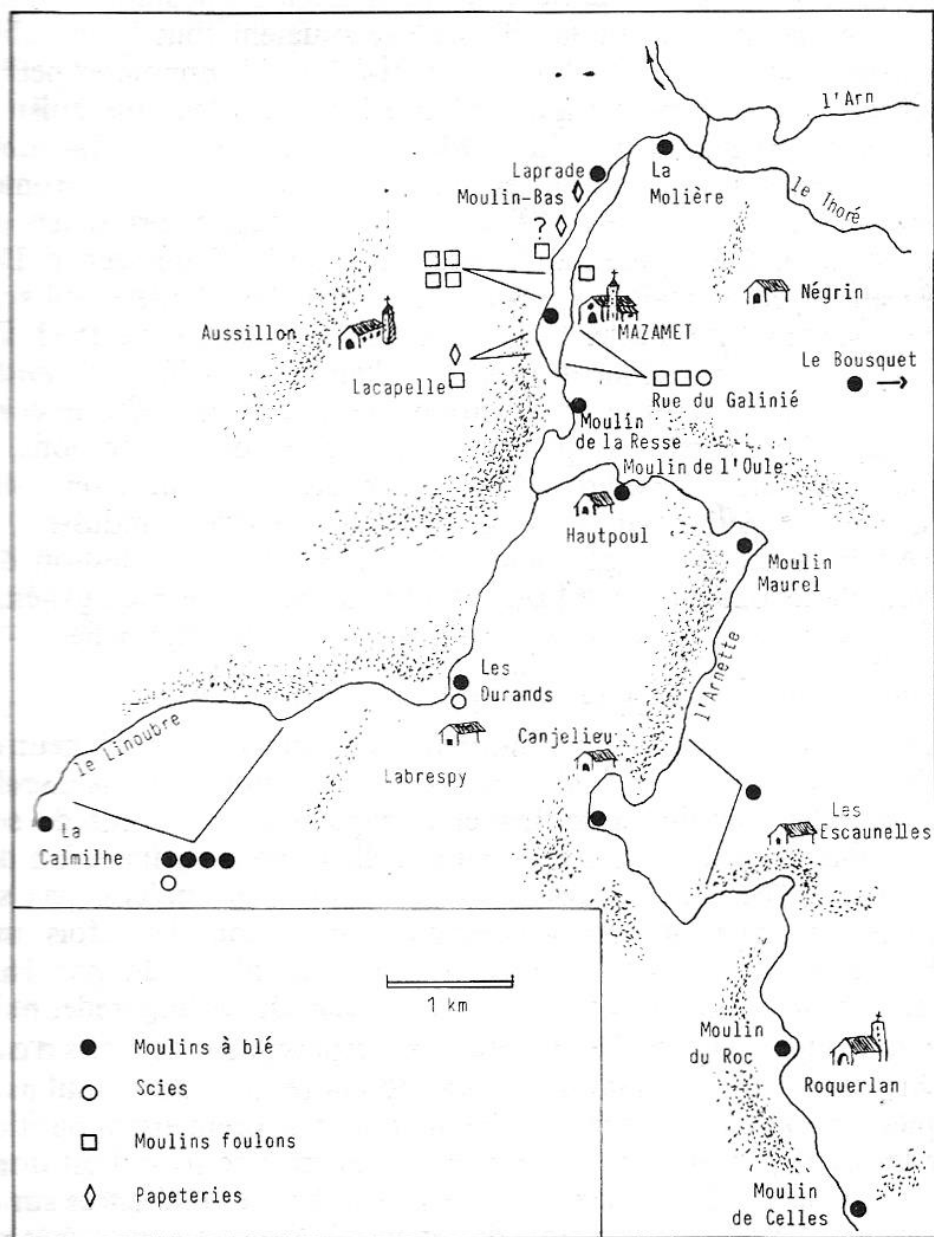 l'Arn
Laprade
La
Molière
Moulin-Bas
le Thoré
?
Négrin
MAZAMET
Aussillon
Le Bousquet
Lacapelle
Rue du Galinié
Moulin
de la Resse
Moulin de l'Oule
Hautpoul
Moulin
Maurel
l'Arnette
Les
Durands
le Linoubre
Canjelieu
Labrespy
Les
Escaunelles
La
Calmilhe
1 km
Moulins à blé
Scies
Moulins foulons
Papeteries
Moulin
du Roc
Roquerlan
Moulin
de Celles